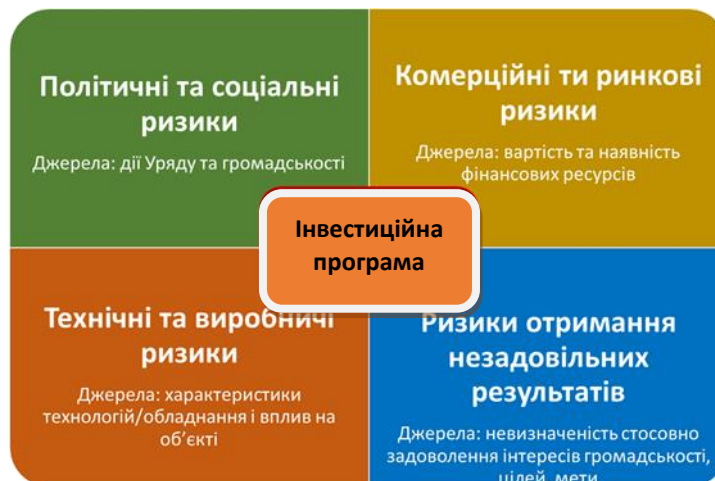 Політичні та соціальні
ризики
Джерела: дії Уряду та громадськості
Комерційні ти ринкові
ризики
Джерела: вартість та наявність
фінансових ресурсів
Інвестиційна
програма
Технічні та виробничі
ризики
Джерела: характеристики
технологій/обладнання і вплив на
об’єкті
Ризики отримання
незадовільних
результатів
Джерела: невизначеність стосовно
задоволення інтересів громадськості,
цілей, мети